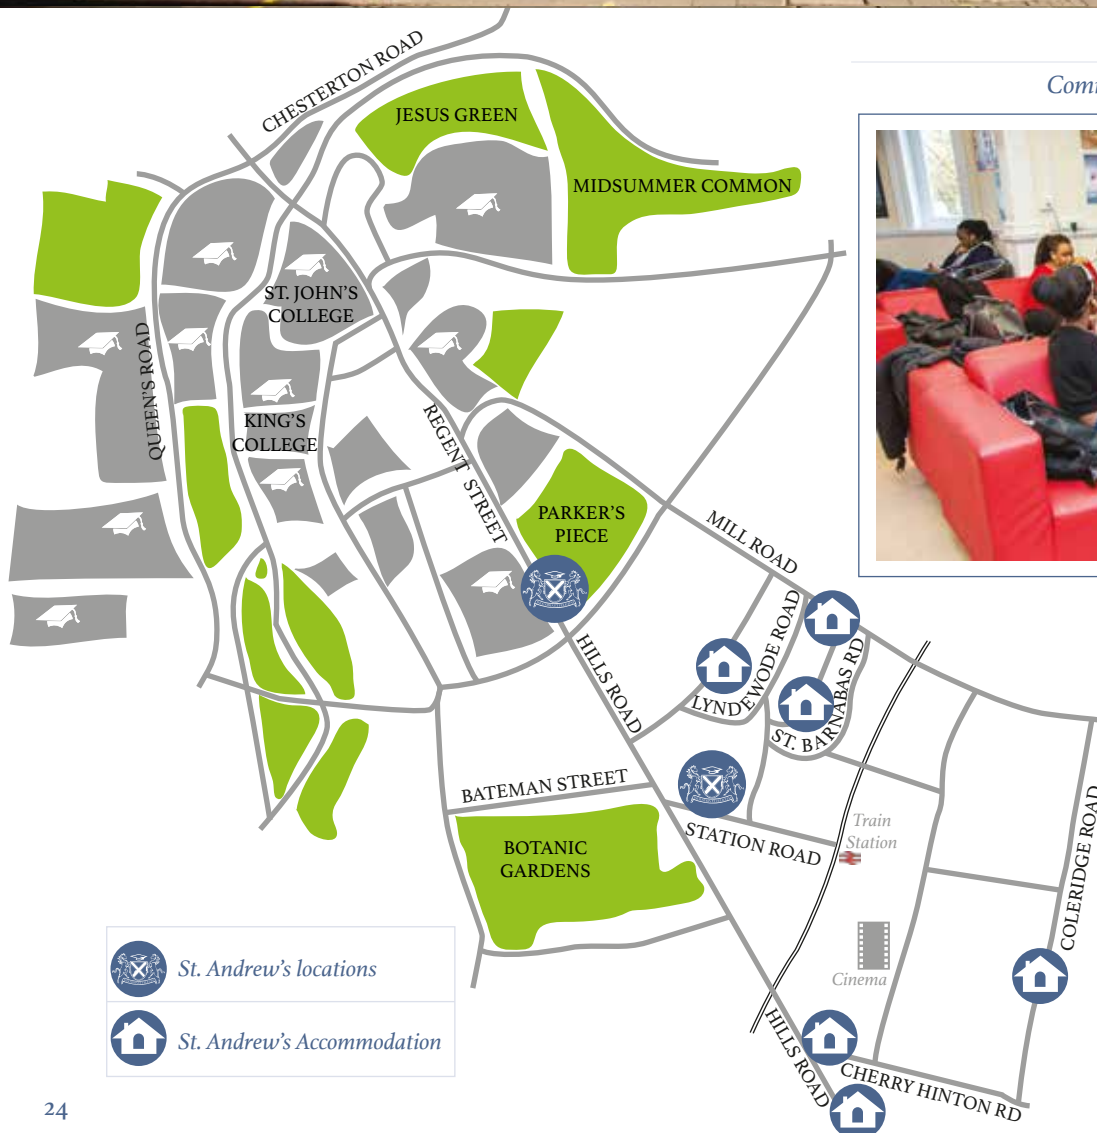 Com
CHESTERTON ROAD
JESUS GREEN
MIDSUMMER COMMON
ST. JOHN'S
COLLEGE
QUEEN'S ROAD
KING'S
COLLEGE
REGENT STREET
PARKER'S
PIECE
MILL ROAD
HILLS ROAD
LYNDEWODE ROAD
ST. BARNABAS RD
BATEMAN STREET
STATION ROAD
Train
Station
BOTANIC
GARDENS
COLERIDGE ROAD
Cinema
HILLS ROAD
CHERRY HINTON RD
St. Andrew's locations
St. Andrew's Accommodation
24